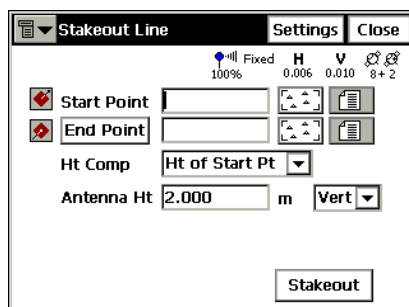 Stakeout Line Settings Close
Fixed H V
100% 0.006 0.010 8+2
Start Point
End Point
Ht Comp Ht of Start Pt
Antenna Ht 2.000 m Vert
Stakeout